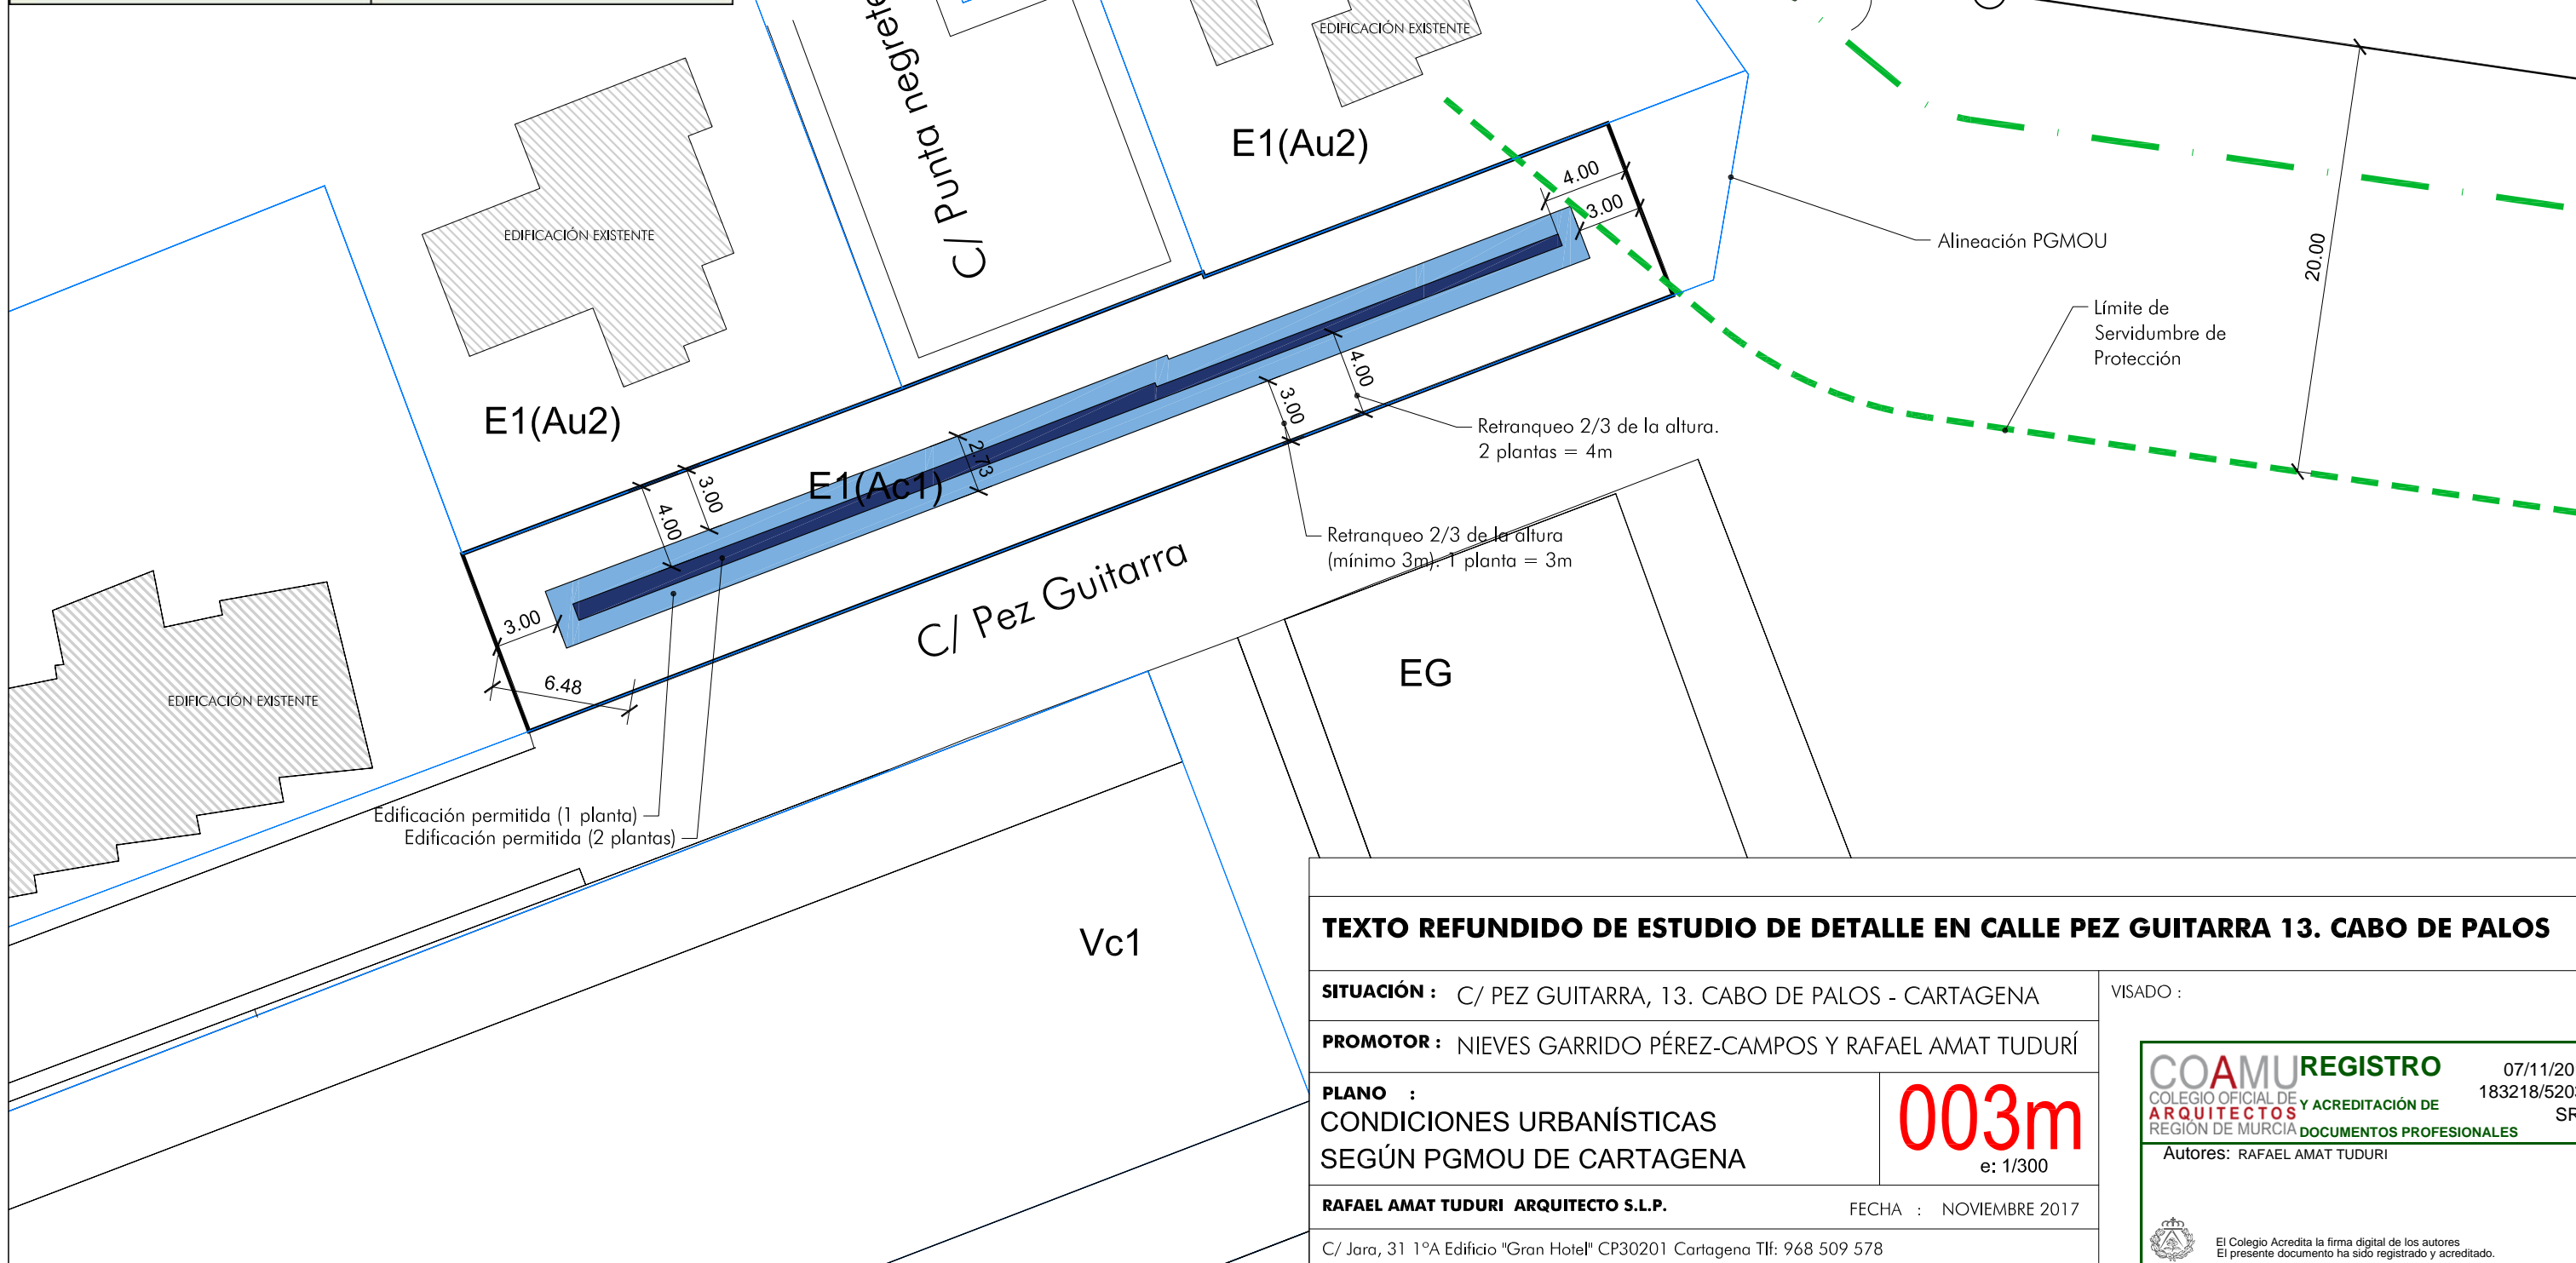 EDIFICACIÓN EXISTENTE
C/ Punta negrete
E1(Au2)
4.00
3.00
EDIFICACIÓN EXISTENTE
Alineación PGMOU
20.00
Límite de
Servidumbre de
Protección
4.00
3.00
E1(Au2)
Retranqueo 2/3 de la altura.
2 plantas = 4m
2.73
E1(Ac1)
3.00
4.00
Retranqueo 2/3 de la altura
(mínimo 3m). 1 planta = 3m
C/ Pez Guitarra
3.00
6.48
EG
EDIFICACIÓN EXISTENTE
Edificación permitida (1 planta)
Edificación permitida (2 plantas)
Vc1
TEXTO REFUNDIDO DE ESTUDIO DE DETALLE EN CALLE PEZ GUITARRA 13. CABO DE PALOS
SITUACIÓN : C/ PEZ GUITARRA, 13. CABO DE PALOS - CARTAGENA
VISADO :
PROMOTOR : NIEVES GARRIDO PÉREZ-CAMPOS Y RAFAEL AMAT TUDURÍ
PLANO :
CONDICIONES URBANÍSTICAS
SEGÚN PGMOU DE CARTAGENA
003m
e: 1/300
RAFAEL AMAT TUDURI ARQUITECTO S.L.P.
FECHA : NOVIEMBRE 2017
C/ Jara, 31 1ºA Edificio "Gran Hotel" CP30201 Cartagena Tlf: 968 509 578
COAMU
COLEGIO OFICIAL DE
ARQUITECTOS
REGIÓN DE MURCIA
REGISTRO
Y ACREDITACIÓN DE
DOCUMENTOS PROFESIONALES
07/11/20
183218/520
SR
Autores: RAFAEL AMAT TUDURI
El Colegio Acredita la firma digital de los autores
El presente documento ha sido registrado y acreditado.